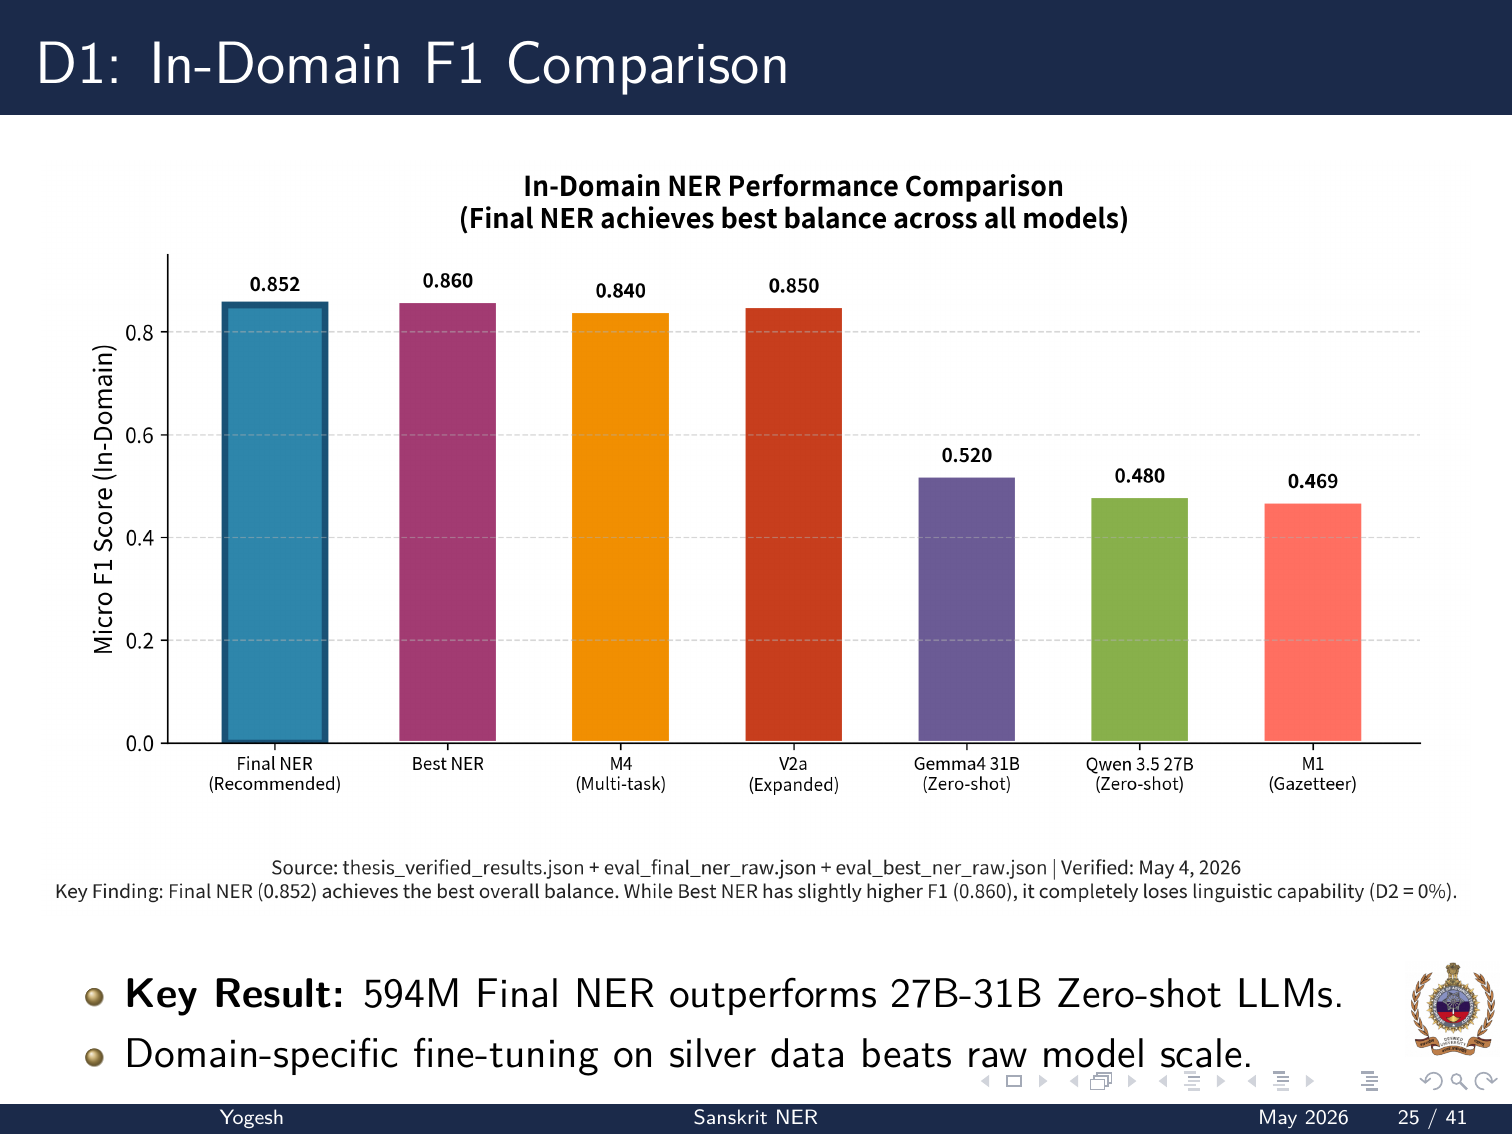 D1: In-Domain F1 Comparison
In-Domain NER Performance Comparison
(Final NER achieves best balance across all models)
Micro F1 Score (In-Domain)
0.8
0.6
0.4
0.2
0.0
0.852
0.860
0.840
0.850
0.520
0.480
0.469
Final NER
(Recommended)
Best NER
M4
(Multi-task)
V2a
(Expanded)
Gemma4 31B
(Zero-shot)
Qwen 3.5 27B
(Zero-shot)
M1
(Gazetteer)
Source: thesis_verified_results.json + eval_final_ner_raw.json + eval_best_ner_raw.json | Verified: May 4, 2026
Key Finding: Final NER (0.852) achieves the best overall balance. While Best NER has slightly higher F1 (0.860), it completely loses linguistic capability (D2 = 0%).
Key Result: 594M Final NER outperforms 27B-31B Zero-shot LLMs.
Domain-specific fine-tuning on silver data beats raw model scale.
Yogesh
Sanskrit NER
May 2026
25 / 41